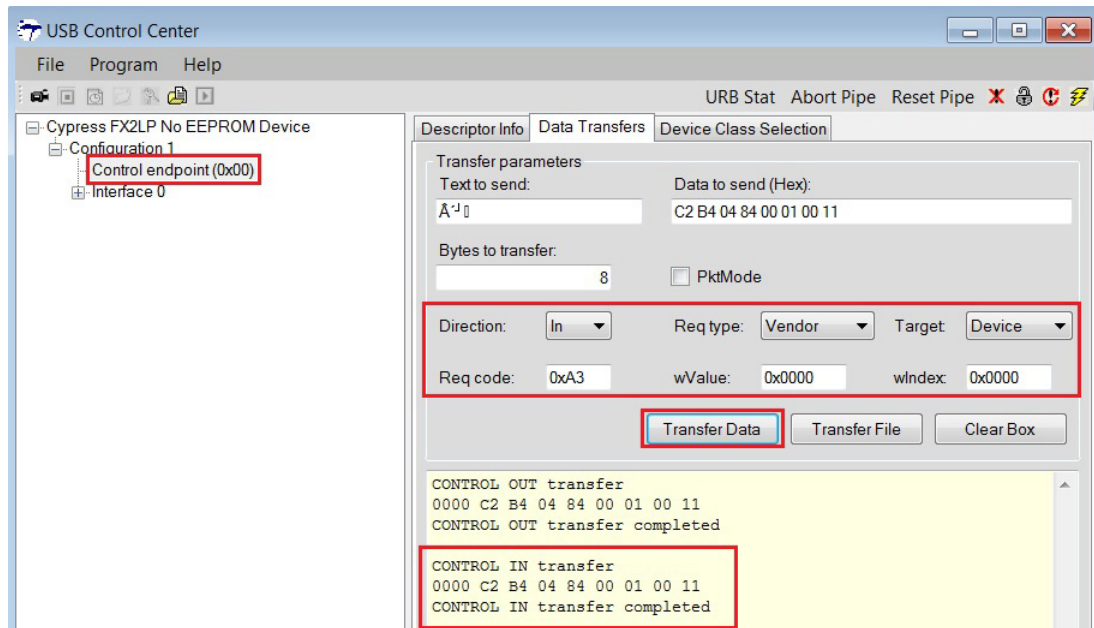 USB Control Center
File Program Help
URB Stat Abort Pipe Reset Pipe
Cypress FX2LP No EEPROM Device
Configuration 1
Control endpoint (0x00)
Interface 0
Descriptor Info Data Transfers Device Class Selection
Transfer parameters
Text to send: Data to send (Hex):
C2 B4 04 84 00 01 00 11
Bytes to transfer:
8 PktMode
Direction: In Req type: Vendor Target: Device
Req code: 0xA3 wValue: 0x0000 wIndex: 0x0000
Transfer Data Transfer File Clear Box
CONTROL OUT transfer
0000 C2 B4 04 84 00 01 00 11
CONTROL OUT transfer completed
CONTROL IN transfer
0000 C2 B4 04 84 00 01 00 11
CONTROL IN transfer completed